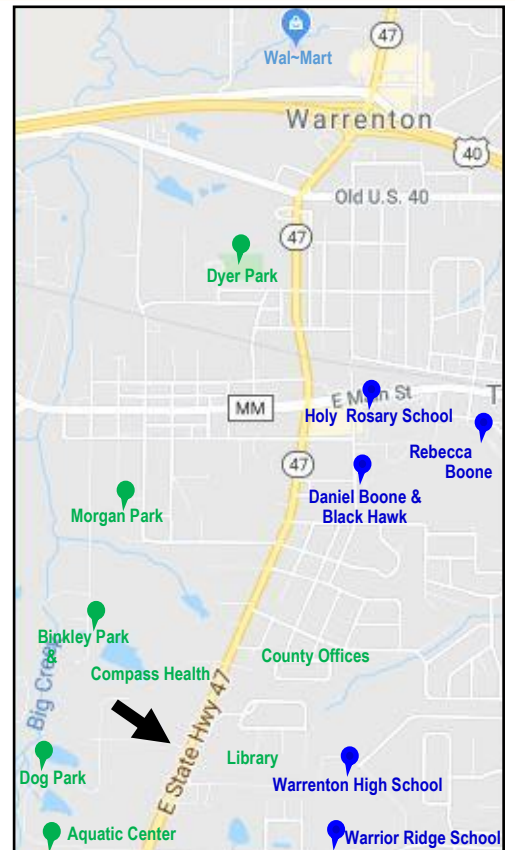 47
Wal~Mart
Warrenton
40
Old U.S. 40
47
Dyer Park
MM
E Main St
T
Holy Rosary School
Rebecca
Boone
47
Daniel Boone &
Black Hawk
Morgan Park
Binkley Park
&
County Offices
Compass Health
Big Creek
E State Hwy 47
Library
Dog Park
Warrenton High School
Aquatic Center
Warrior Ridge School